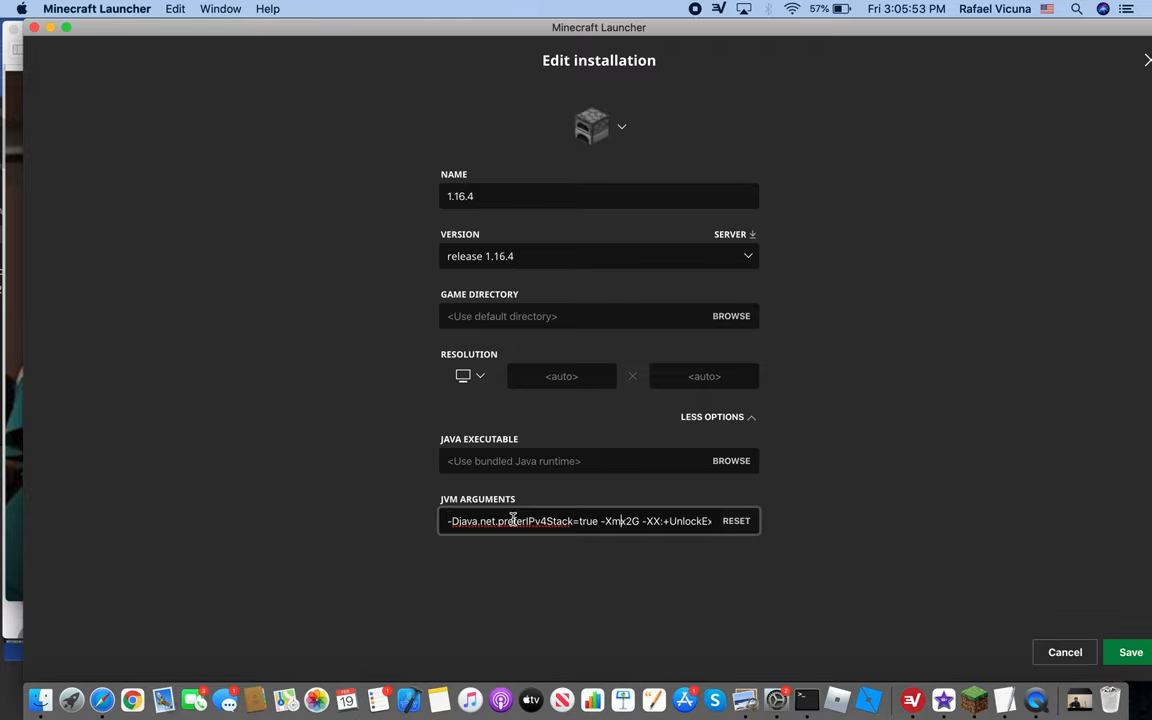 Minecraft Launcher Edit Window Help 57% Fri 3:05:53 PM Rafael Vicuna
Minecraft Launcher
Edit installation
NAME
1.16.4
VERSION SERVER
release 1.16.4
GAME DIRECTORY
<Use default directory> BROWSE
RESOLUTION
<auto> <auto>
LESS OPTIONS
JAVA EXECUTABLE
<Use bundled Java runtime> BROWSE
JVM ARGUMENTS
-Djava.net.preferIPv4Stack=true -Xmx2G -XX:+UnlockEx RESET
Cancel Save